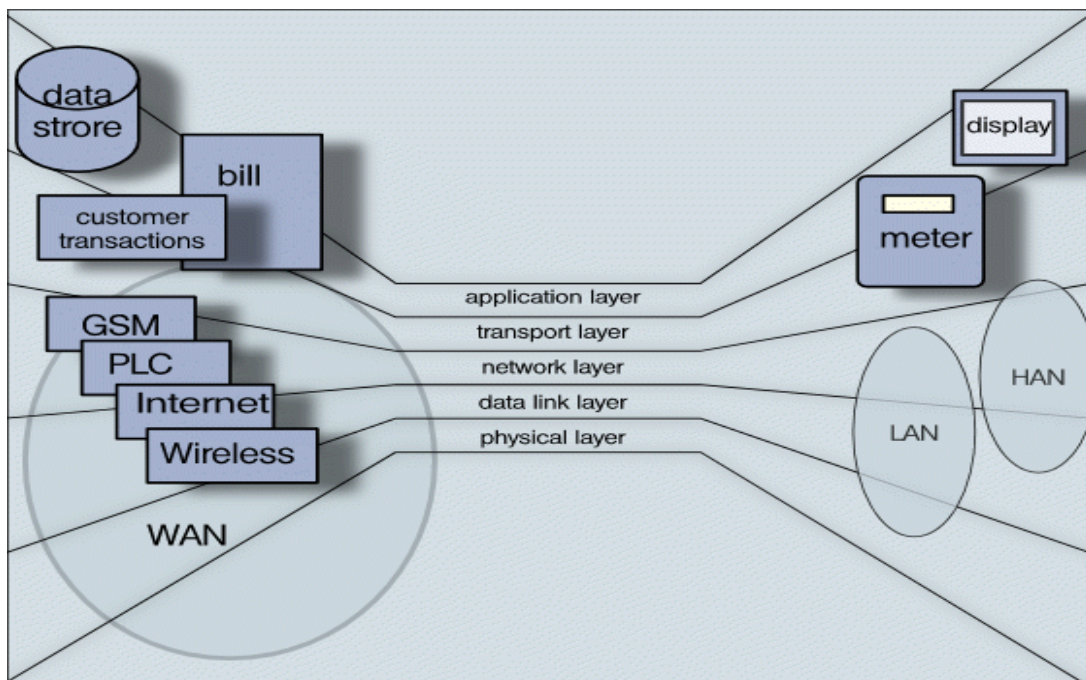 data
strore
bill
customer
transactions
GSM
PLC
Internet
Wireless
WAN
application layer
transport layer
network layer
data link layer
physical layer
display
meter
HAN
LAN